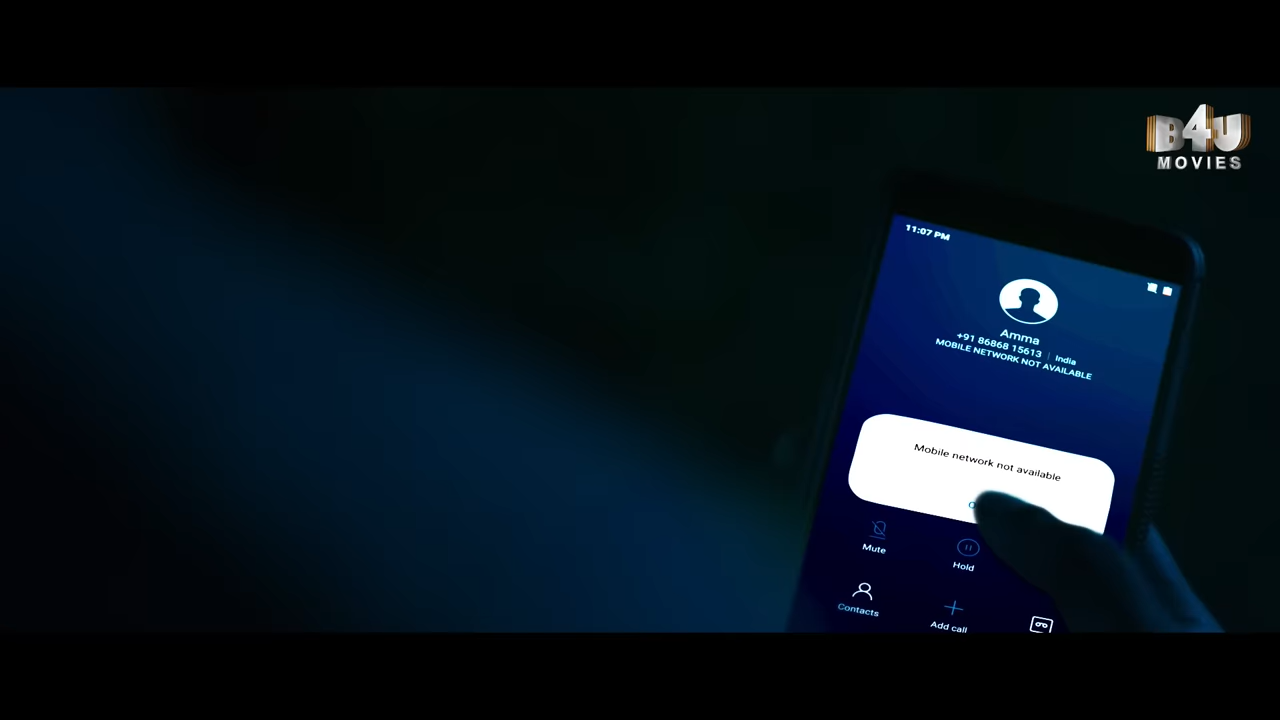 B4U
MOVIES
11:07 PM
Amma
+91 86868 15613 | India
MOBILE NETWORK NOT AVAILABLE
Mobile network not available
Mute
Hold
Contacts
Add call